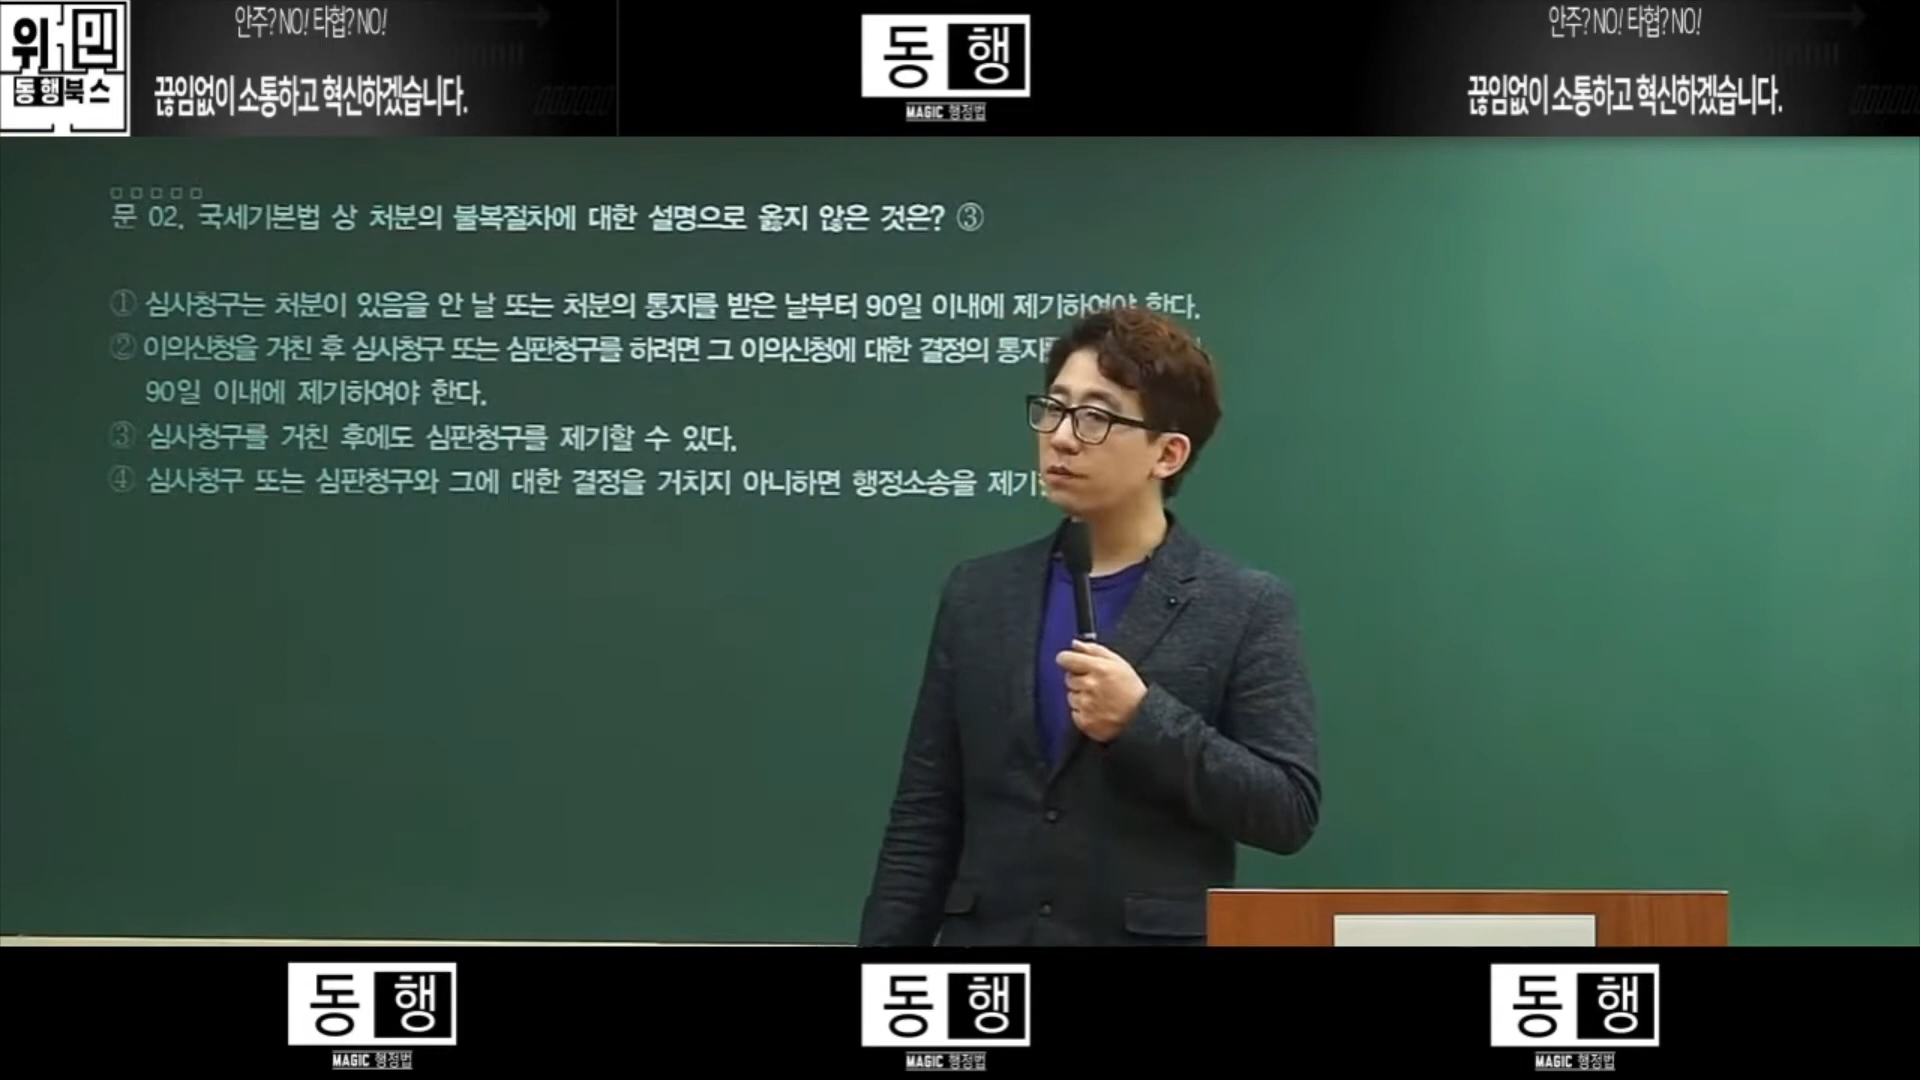 위민
동행북스
안주? NO! 타협? NO!
끊임없이 소통하고 혁신하겠습니다.
동행
MAGIC 행정법
안주? NO! 타협? NO!
끊임없이 소통하고 혁신하겠습니다.
문 02. 국세기본법 상 처분의 불복절차에 대한 설명으로 옳지 않은 것은? ③
① 심사청구는 처분이 있음을 안 날 또는 처분의 통지를 받은 날부터 90일 이내에 제기하여야 한다.
② 이의신청을 거친 후 심사청구 또는 심판청구를 하려면 그 이의신청에 대한 결정의 통지를
90일 이내에 제기하여야 한다.
③ 심사청구를 거친 후에도 심판청구를 제기할 수 있다.
④ 심사청구 또는 심판청구와 그에 대한 결정을 거치지 아니하면 행정소송을 제기
동행
MAGIC 행정법
동행
MAGIC 행정법
동행
MAGIC 행정법